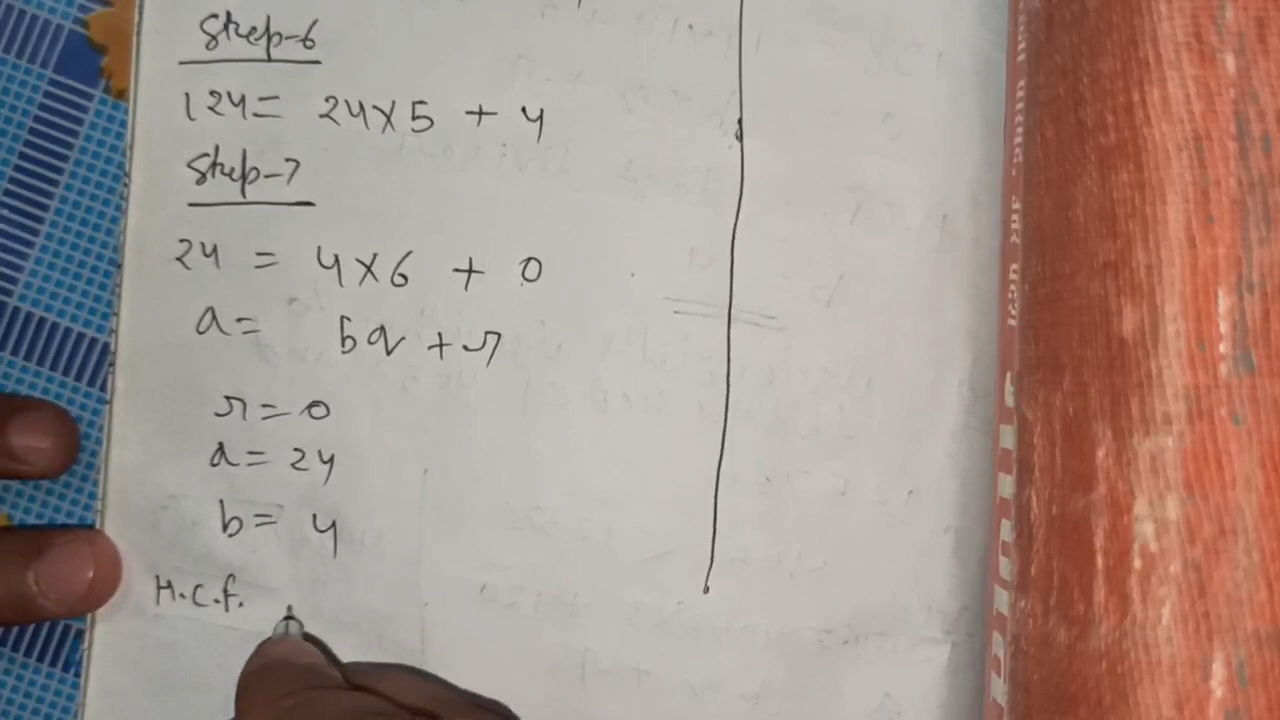 Step-6
124= 24×5 + 4
Step-7
24 = 4×6 + 0
a= bq + r
r=0
a= 24
b= 4
H.C.f.